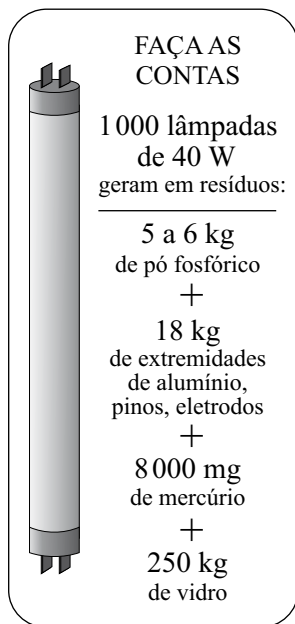 FAÇA AS
CONTAS
1 000 lâmpadas
de 40 W
geram em resíduos:
5 a 6 kg
de pó fosfórico
+
18 kg
de extremidades
de alumínio,
pinos, eletrodos
+
8 000 mg
de mercúrio
+
250 kg
de vidro